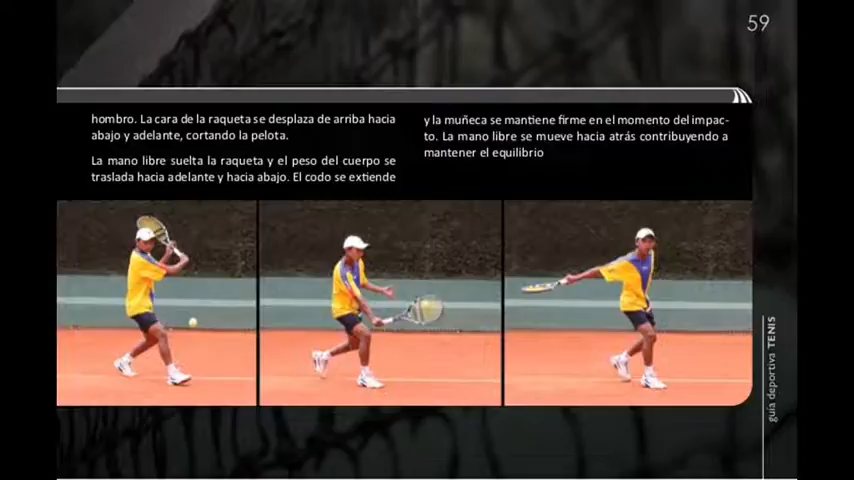 59
hombro. La cara de la raqueta se desplaza de arriba hacia
abajo y adelante, cortando la pelota.
La mano libre suelta la raqueta y el peso del cuerpo se
traslada hacia adelante y hacia abajo. El codo se extiende
y la muñeca se mantiene firme en el momento del impac-
to. La mano libre se mueve hacia atrás contribuyendo a
mantener el equilibrio
guía deportiva TENIS